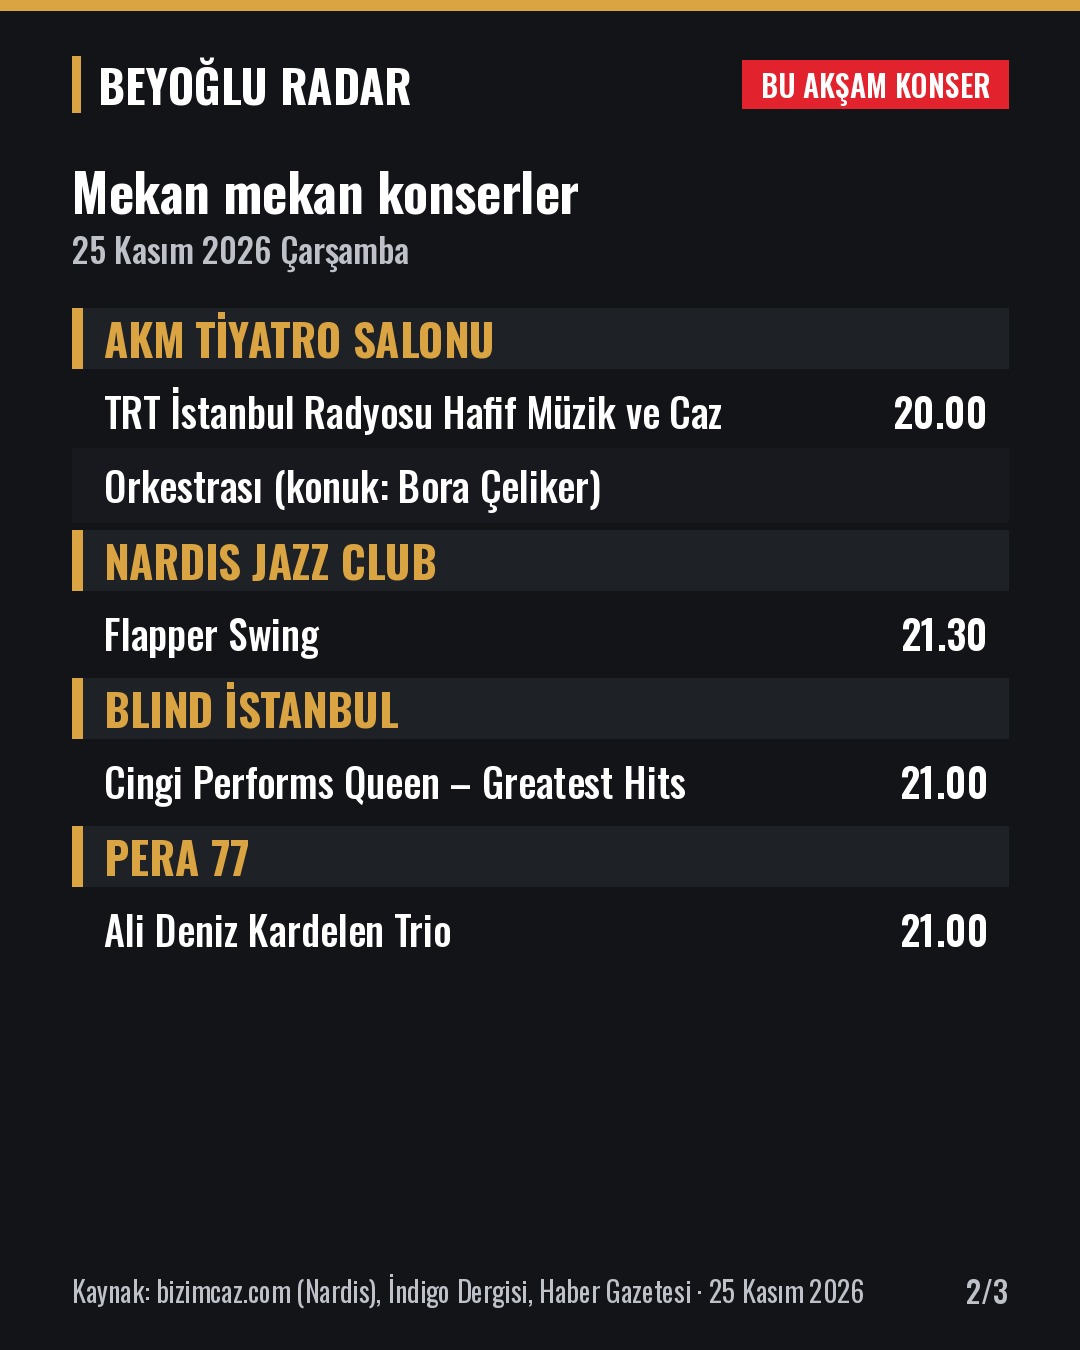 BEYOĞLU RADAR
BU AKŞAM KONSER
Mekan mekan konserler
25 Kasım 2026 Çarşamba
AKM TİYATRO SALONU
TRT İstanbul Radyosu Hafif Müzik ve Caz 20.00
Orkestrası (konuk: Bora Çeliker)
NARDIS JAZZ CLUB
Flapper Swing 21.30
BLIND İSTANBUL
Cingi Performs Queen – Greatest Hits 21.00
PERA 77
Ali Deniz Kardelen Trio 21.00
Kaynak: bizimcaz.com (Nardis), İndigo Dergisi, Haber Gazetesi · 25 Kasım 2026 2/3